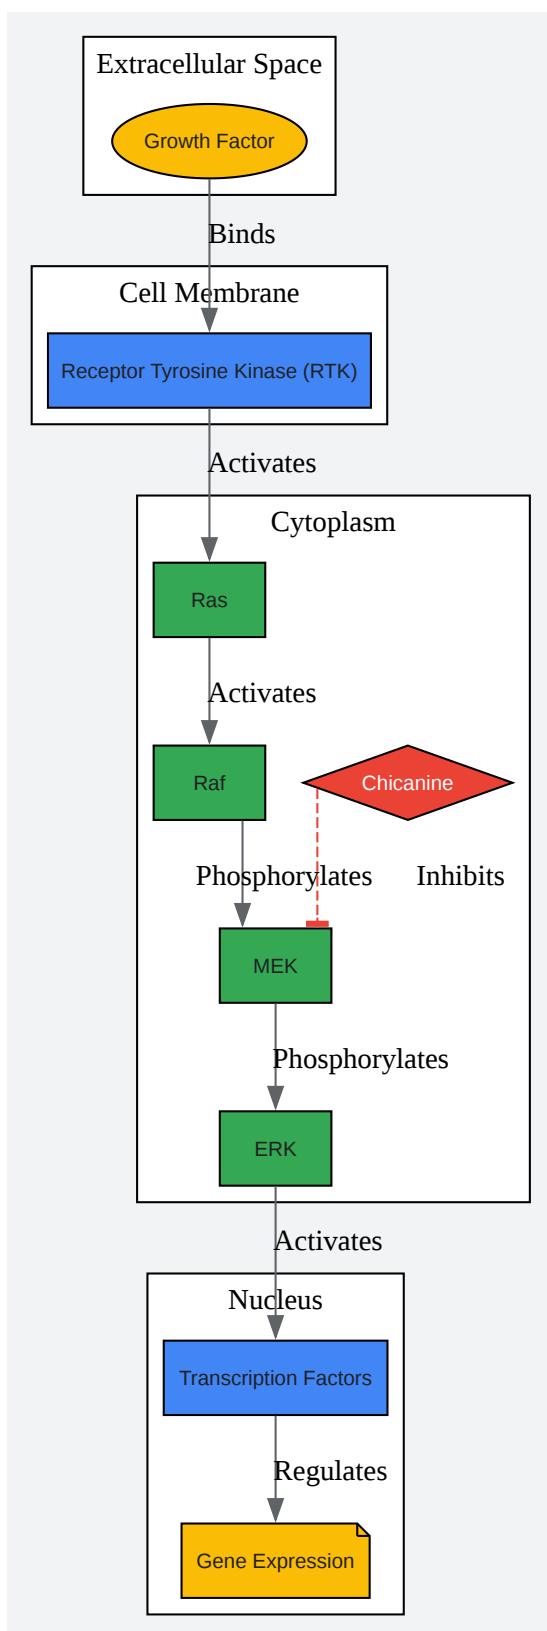 Extracellular Space
Growth Factor
Binds
Cell Membrane
Receptor Tyrosine Kinase (RTK)
Activates
Cytoplasm
Ras
Activates
Raf
Chicanine
Phosphorylates
Inhibits
MEK
Phosphorylates
ERK
Activates
Nucleus
Transcription Factors
Regulates
Gene Expression